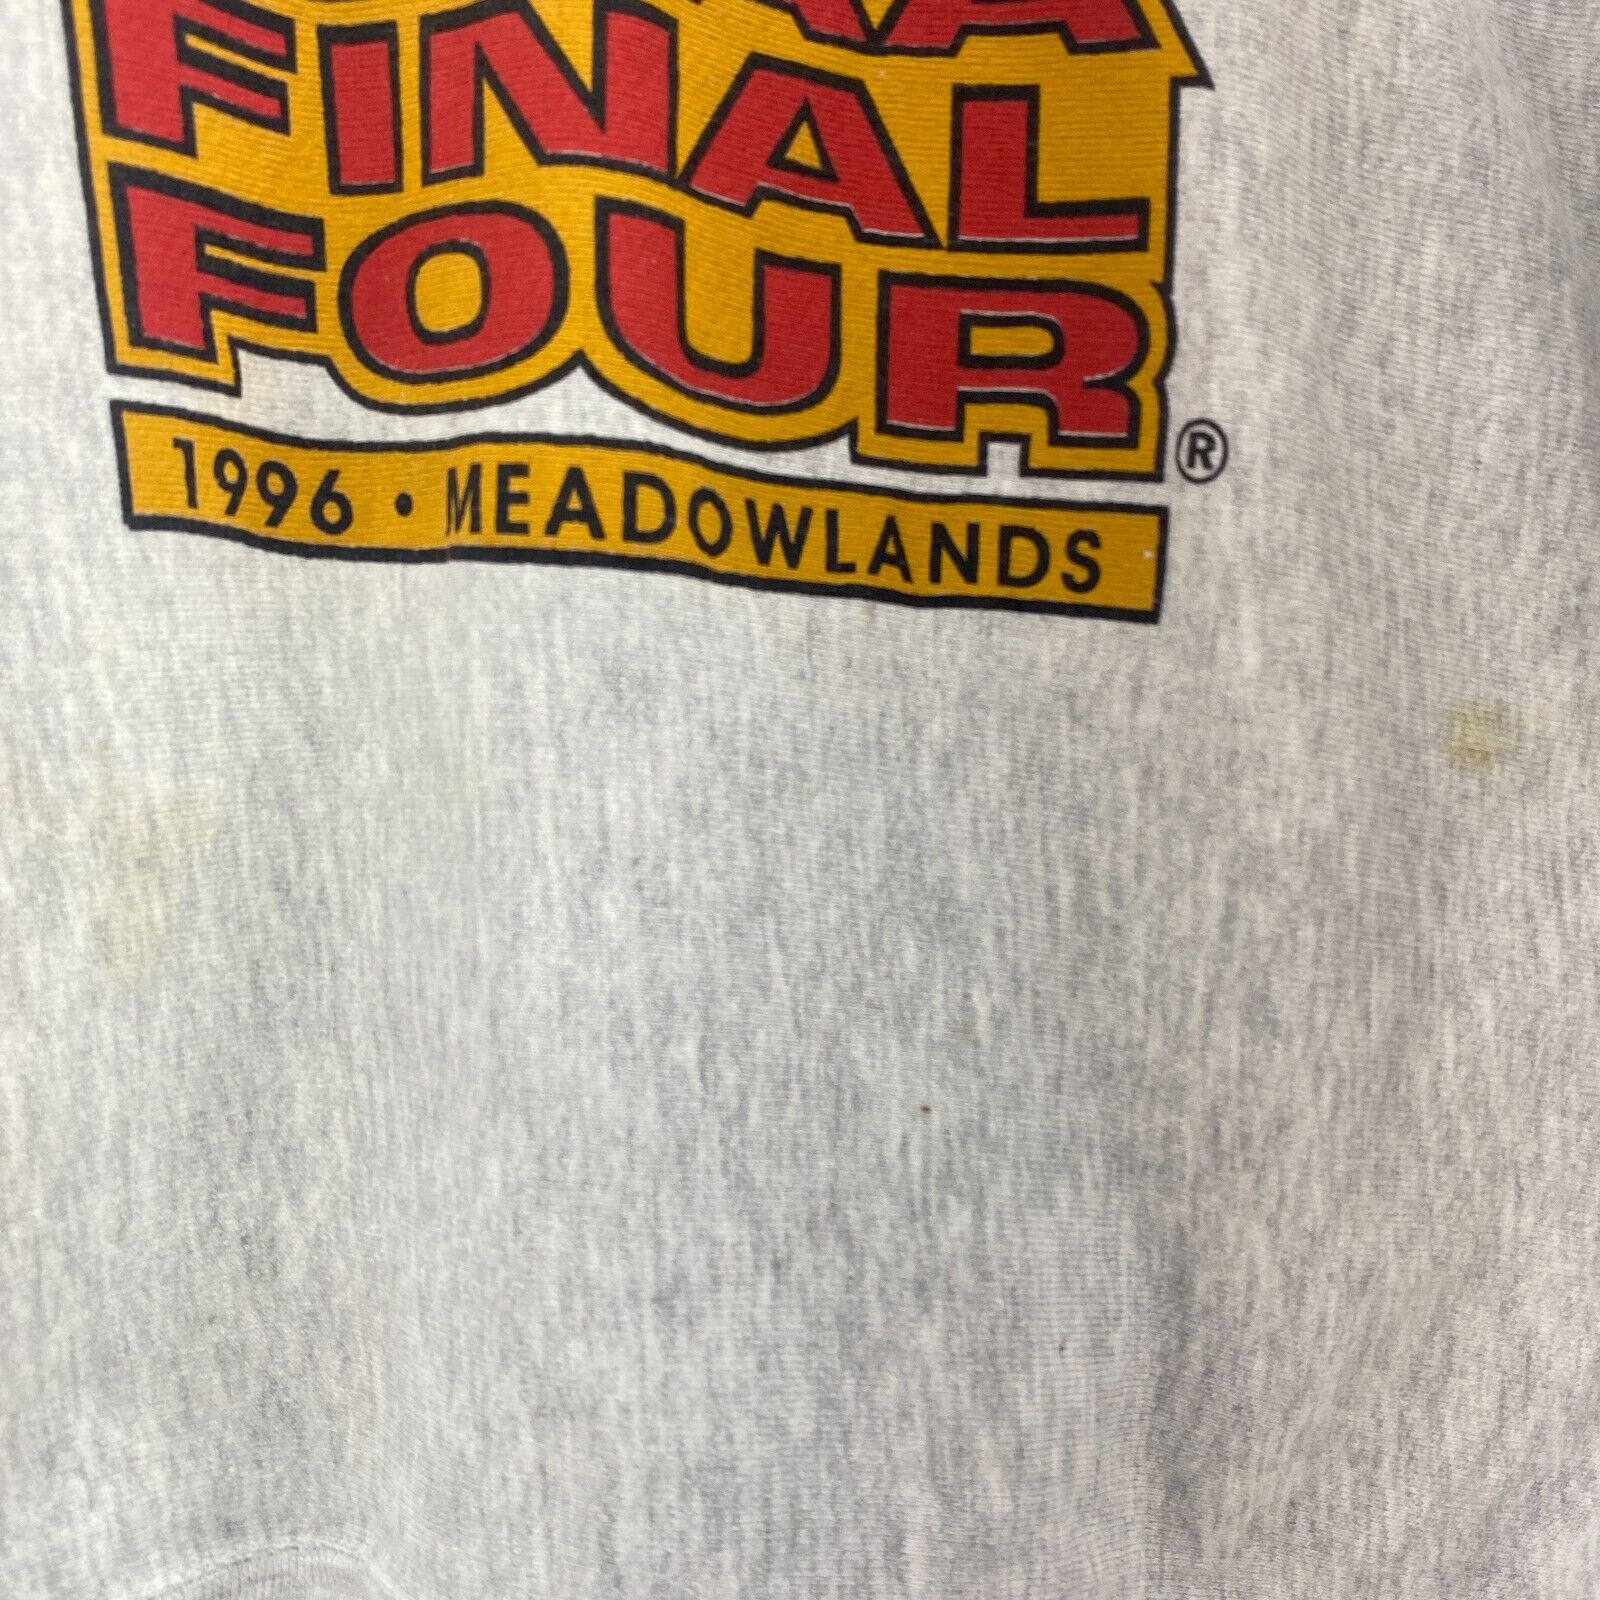 FINAL
FOUR®
1996 • MEADOWLANDS